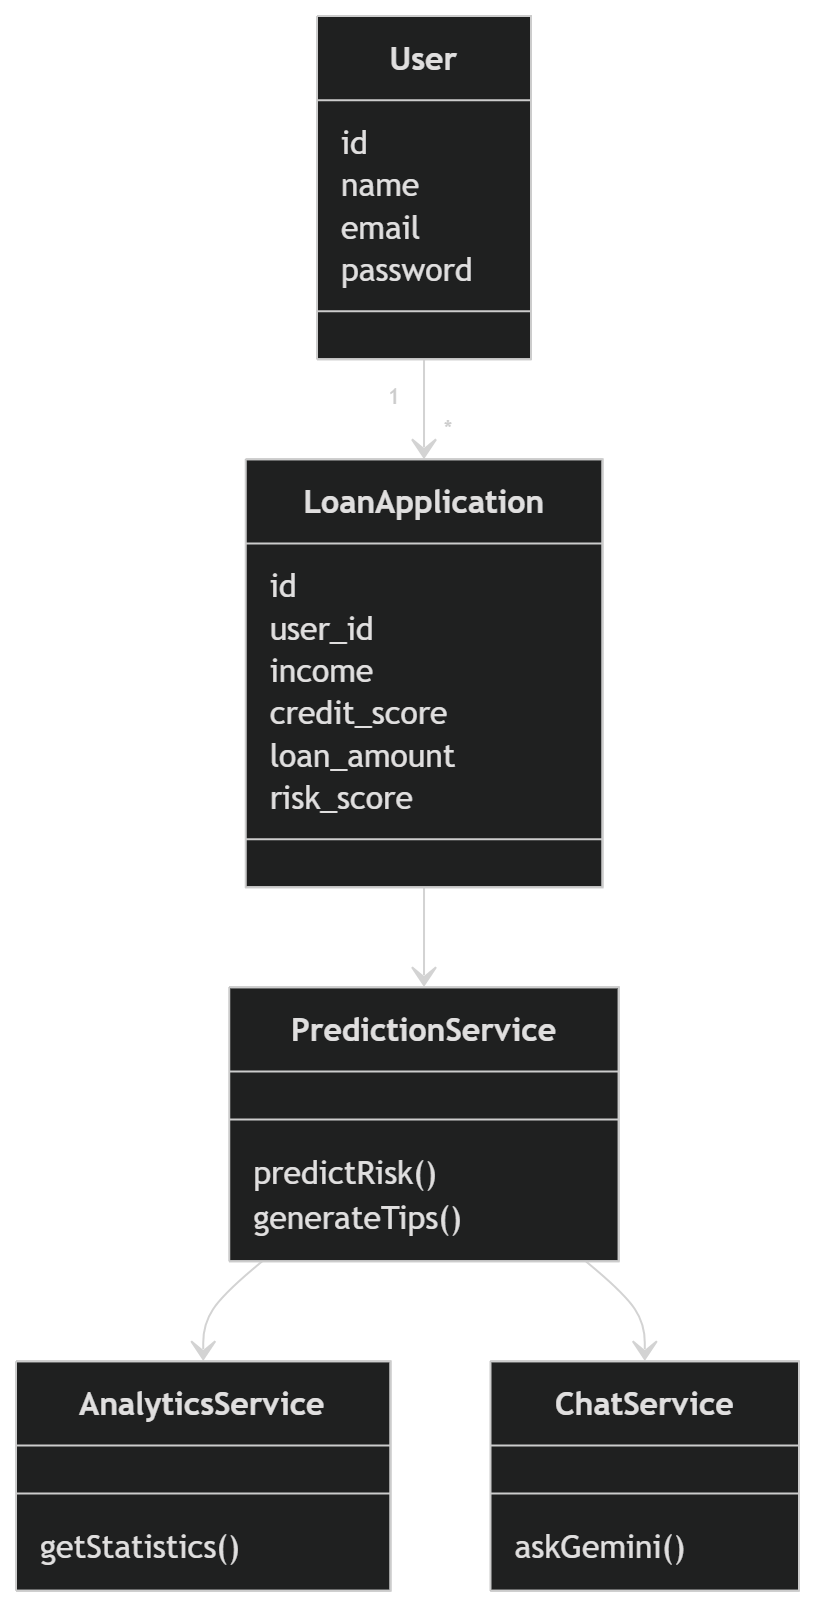 User
id
name
email
password
1
*
LoanApplication
id
user_id
income
credit_score
loan_amount
risk_score
PredictionService
predictRisk()
generateTips()
AnalyticsService
getStatistics()
ChatService
askGemini()